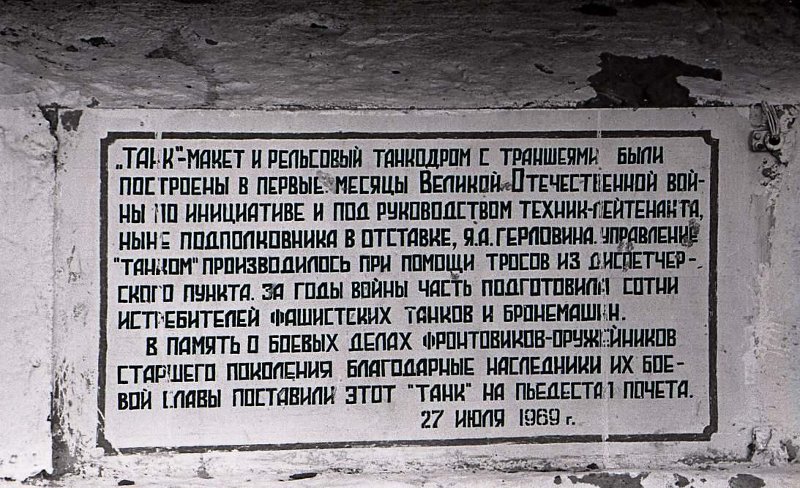 „ТАНК"-МАКЕТ И РЕЛЬСОВЫЙ ТАНКОДРОМ С ТРАНШЕЯМИ БЫЛИ
ПОСТРОЕНЫ В ПЕРВЫЕ МЕСЯЦЫ ВЕЛИКОЙ ОТЕЧЕСТВЕННОЙ ВОЙ-
НЫ ПО ИНИЦИАТИВЕ И ПОД РУКОВОДСТВОМ ТЕХНИК-ЛЕЙТЕНАНТА,
НЫНЕ ПОДПОЛКОВНИКА В ОТСТАВКЕ, Я.А. ГЕРЛОВИНА. УПРАВЛЕНИЕ
"ТАНКОМ" ПРОИЗВОДИЛОСЬ ПРИ ПОМОЩИ ТРОСОВ ИЗ ДИСПЕТЧЕР-
СКОГО ПУНКТА. ЗА ГОДЫ ВОЙНЫ ЧАСТЬ ПОДГОТОВИЛИ СОТНИ
ИСТРЕБИТЕЛЕЙ ФАШИСТСКИХ ТАНКОВ И БРОНЕМАШИН.
В ПАМЯТЬ О БОЕВЫХ ДЕЛАХ ФРОНТОВИКОВ-ОРУЖЕЙНИКОВ
СТАРШЕГО ПОКОЛЕНИЯ БЛАГОДАРНЫЕ НАСЛЕДНИКИ ИХ БОЕ-
ВОЙ СЛАВЫ ПОСТАВИЛИ ЭТОТ "ТАНК" НА ПЬЕДЕСТАЛ ПОЧЕТА.
27 ИЮЛЯ 1969 г.